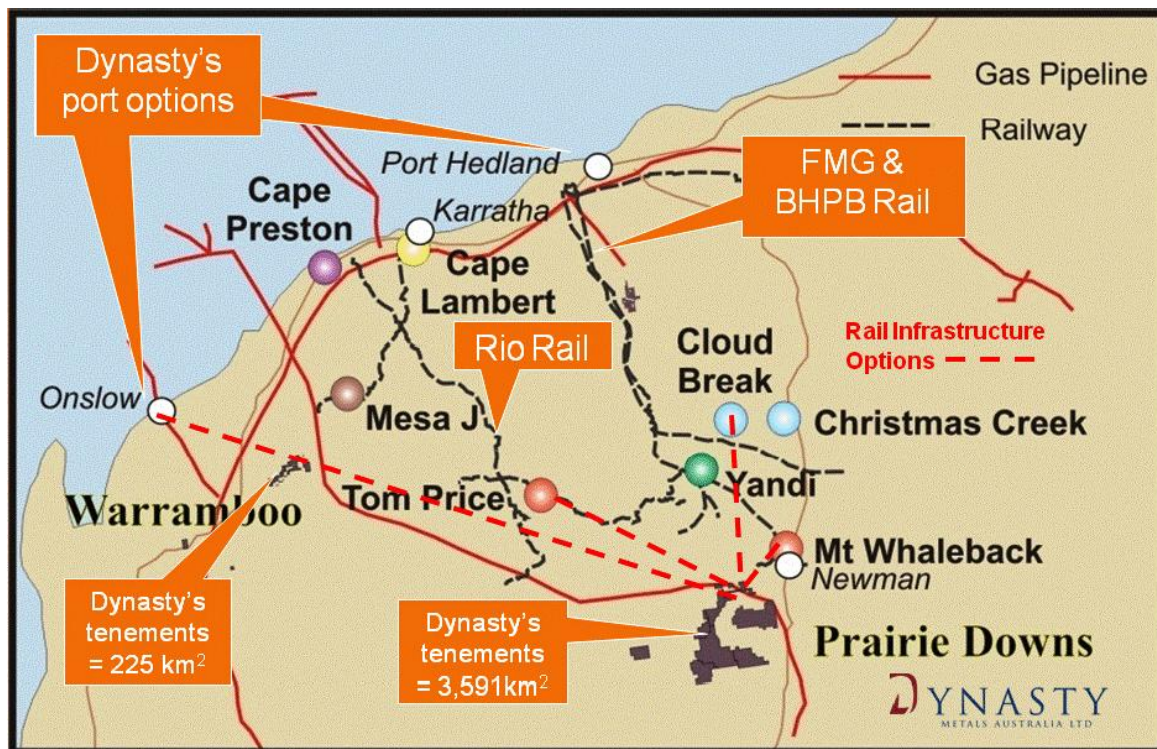 Dynasty's
port options
Gas Pipeline
Railway
Port Hedland
FMG &
BHPB Rail
Cape
Preston
Karratha
Cape
Lambert
Rio Rail
Rail Infrastructure
Options
Cloud
Break
Onslow
Mesa J
Christmas Creek
Warramboo
Tom Price
Yandi
Mt Whaleback
Newman
Dynasty's
tenements
= 225 km²
Dynasty's
tenements
= 3,591km²
Prairie Downs
DYNASTY
METALS AUSTRALIA LTD